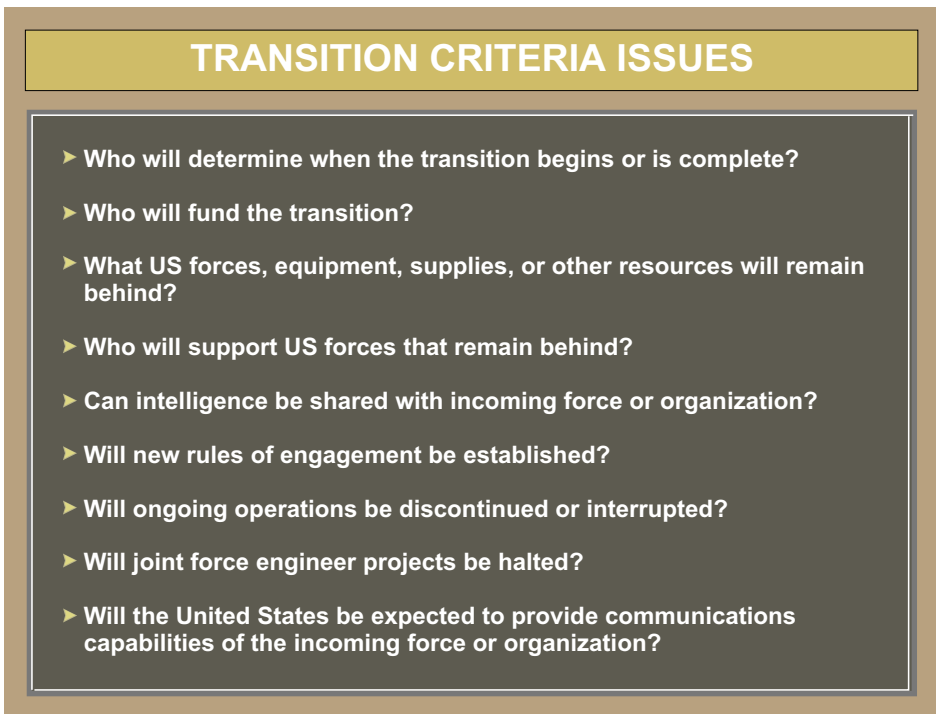 TRANSITION CRITERIA ISSUES
Who will determine when the transition begins or is complete?
Who will fund the transition?
What US forces, equipment, supplies, or other resources will remain
behind?
Who will support US forces that remain behind?
Can intelligence be shared with incoming force or organization?
Will new rules of engagement be established?
Will ongoing operations be discontinued or interrupted?
Will joint force engineer projects be halted?
Will the United States be expected to provide communications
capabilities of the incoming force or organization?